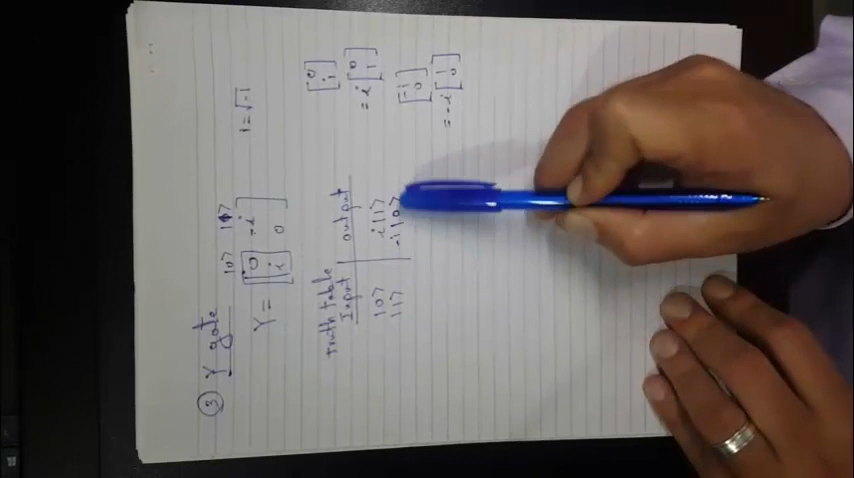 ③ Y gate
|0> |1>
Y = [0 -i
i 0]
i = √-1
Truth table
Input output
|0> i|1>
|1> -i|0>
[0
i]
= i [0
1]
[-i
0]
= -i [1
0]